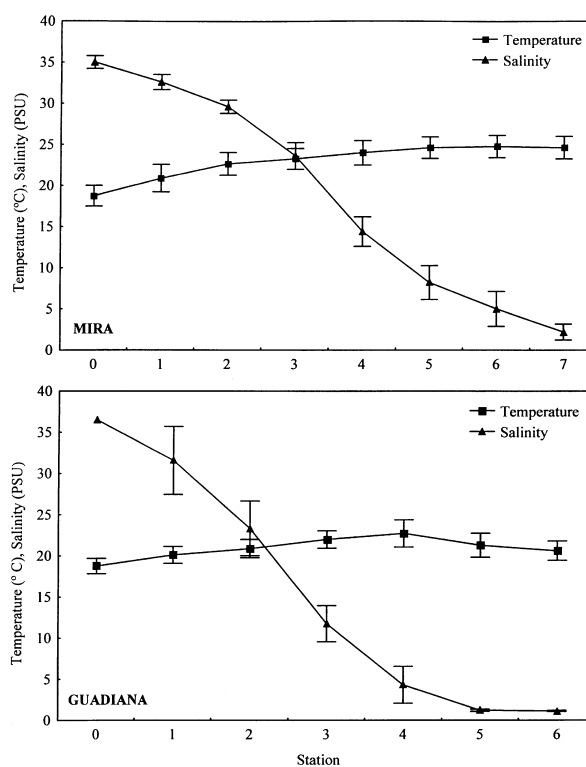 40
35
30
25
20
15
10
5
0
Temperature (°C), Salinity (PSU)
Temperature
Salinity
MIRA
0 1 2 3 4 5 6 7
40
35
30
25
20
15
10
5
0
Temperature (° C), Salinity (PSU)
Temperature
Salinity
GUADIANA
0 1 2 3 4 5 6
Station